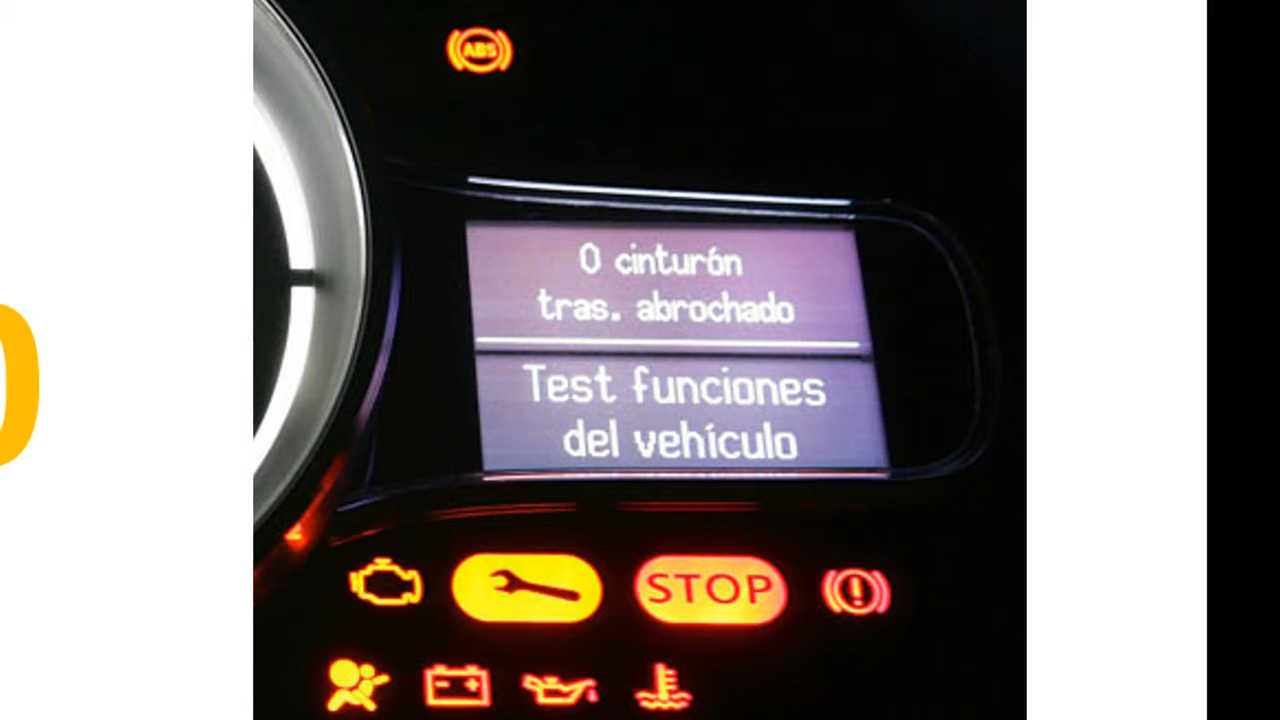 ABS
0 cinturón
tras. abrochado
Test funciones
del vehículo
STOP